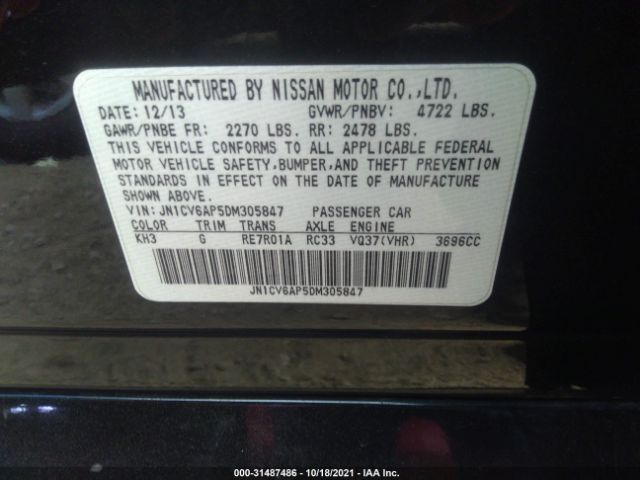 MANUFACTURED BY NISSAN MOTOR CO.,LTD.
DATE: 12/13 GVWR/PNBV: 4722 LBS.
GAWR/PNBE FR: 2270 LBS. RR: 2478 LBS.
THIS VEHICLE CONFORMS TO ALL APPLICABLE FEDERAL
MOTOR VEHICLE SAFETY,BUMPER,AND THEFT PREVENTION
STANDARDS IN EFFECT ON THE DATE OF MANUFACTURE
SHOWN ABOVE.
VIN: JN1CV6AP5DM305847 PASSENGER CAR
COLOR TRIM TRANS AXLE ENGINE
KH3 G RE7R01A RC33 VQ37(VHR) 3696CC
JN1CV6AP5DM305847
000-31487486 - 10/18/2021 - IAA Inc.